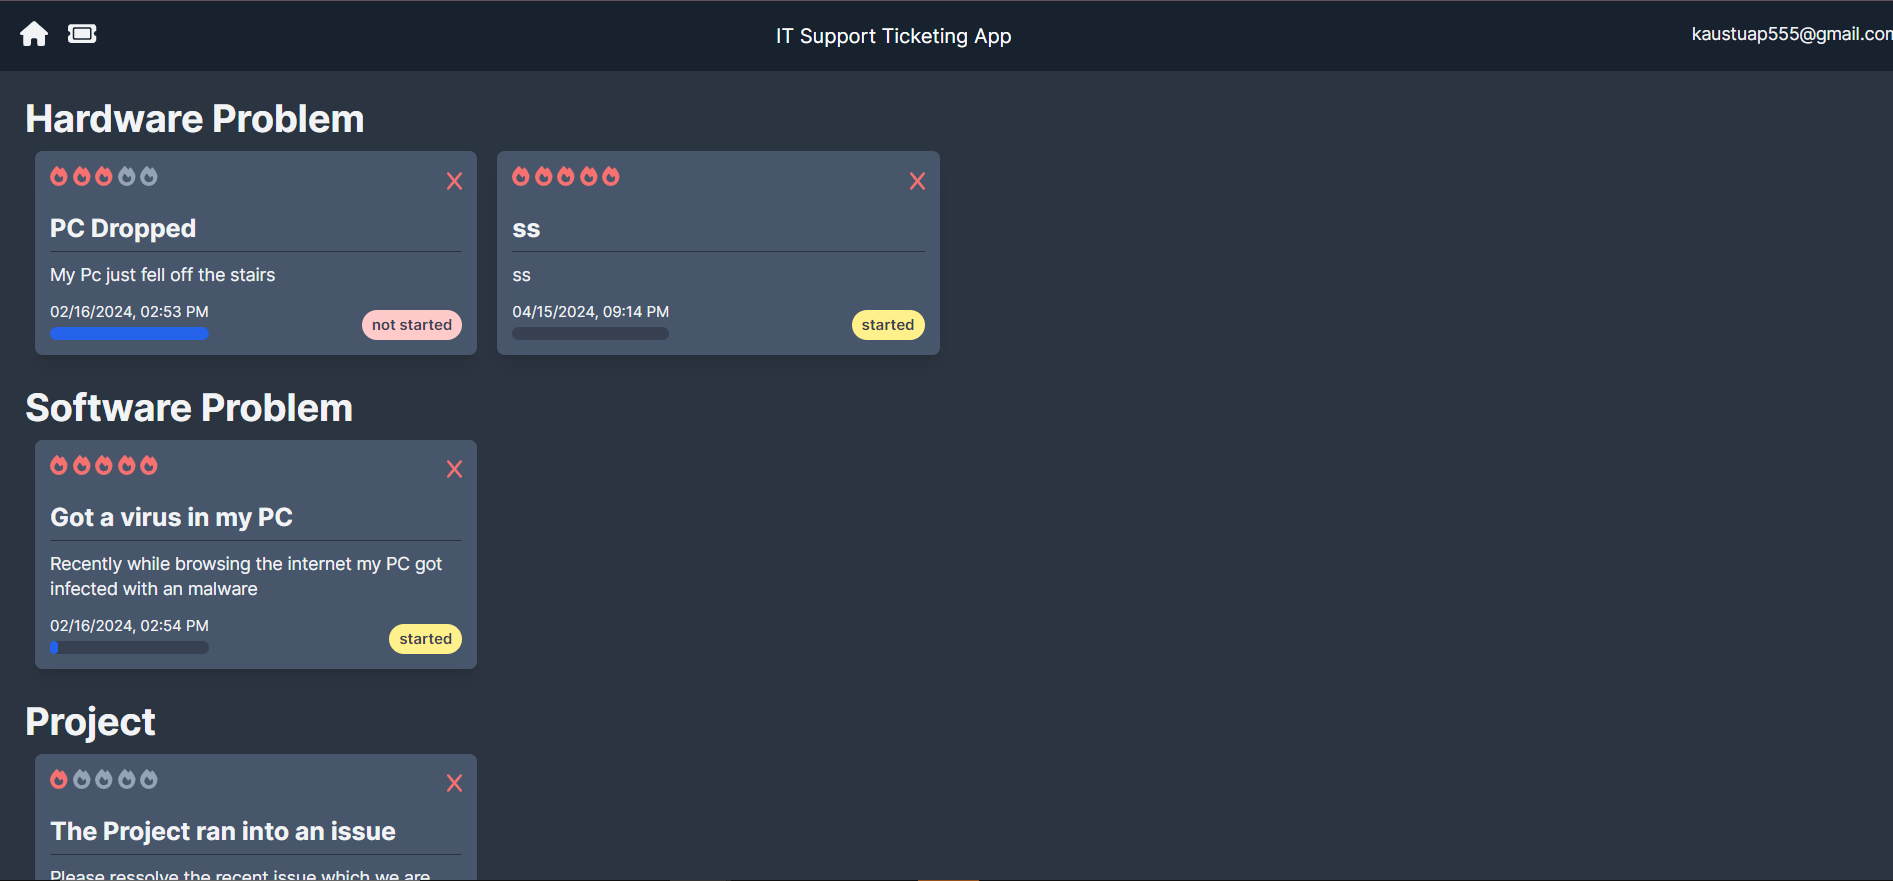 IT Support Ticketing App
kaustuap555@gmail.com
Hardware Problem
PC Dropped
My Pc just fell off the stairs
02/16/2024, 02:53 PM
not started
ss
ss
04/15/2024, 09:14 PM
started
Software Problem
Got a virus in my PC
Recently while browsing the internet my PC got
infected with an malware
02/16/2024, 02:54 PM
started
Project
The Project ran into an issue
Please ressolve the recent issue which we are